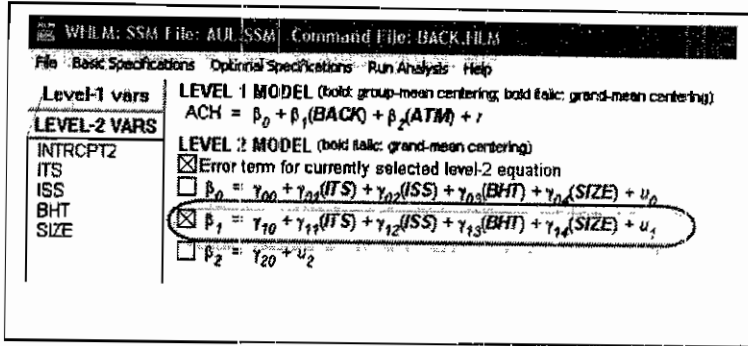 WHLM: SSM File: AUL.SSM Command File: BACK.HLM
File Basic Specifications Optional Specifications Run Analysis Help
Level-1 vars
LEVEL-2 VARS
INTRCPT2
ITS
ISS
BHT
SIZE
LEVEL 1 MODEL (bold: group-mean centering; bold italic: grand-mean centering)
ACH = β₀ + β₁(BACK) + β₂(ATM) + r
LEVEL 2 MODEL (bold italic: grand-mean centering)
☒ Error term for currently selected level-2 equation
☐ β₀ = γ₀₀ + γ₀₁(ITS) + γ₀₂(ISS) + γ₀₃(BHT) + γ₀₄(SIZE) + u₀
☒ β₁ = γ₁₀ + γ₁₁(ITS) + γ₁₂(ISS) + γ₁₃(BHT) + γ₁₄(SIZE) + u₁
☐ β₂ = γ₂₀ + u₂